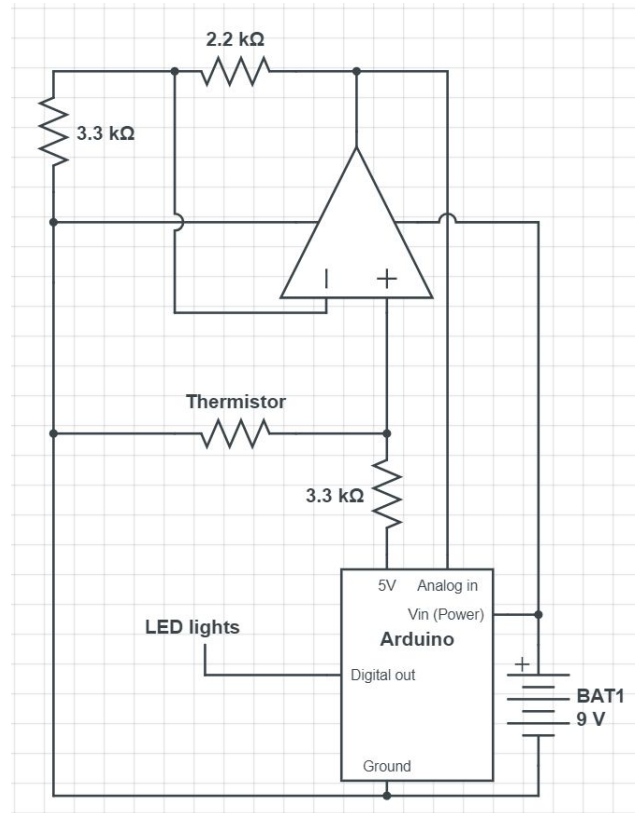 2.2 kΩ
3.3 kΩ
Thermistor
3.3 kΩ
5V Analog in
Vin (Power)
Arduino
LED lights
Digital out
+
BAT1
9 V
Ground